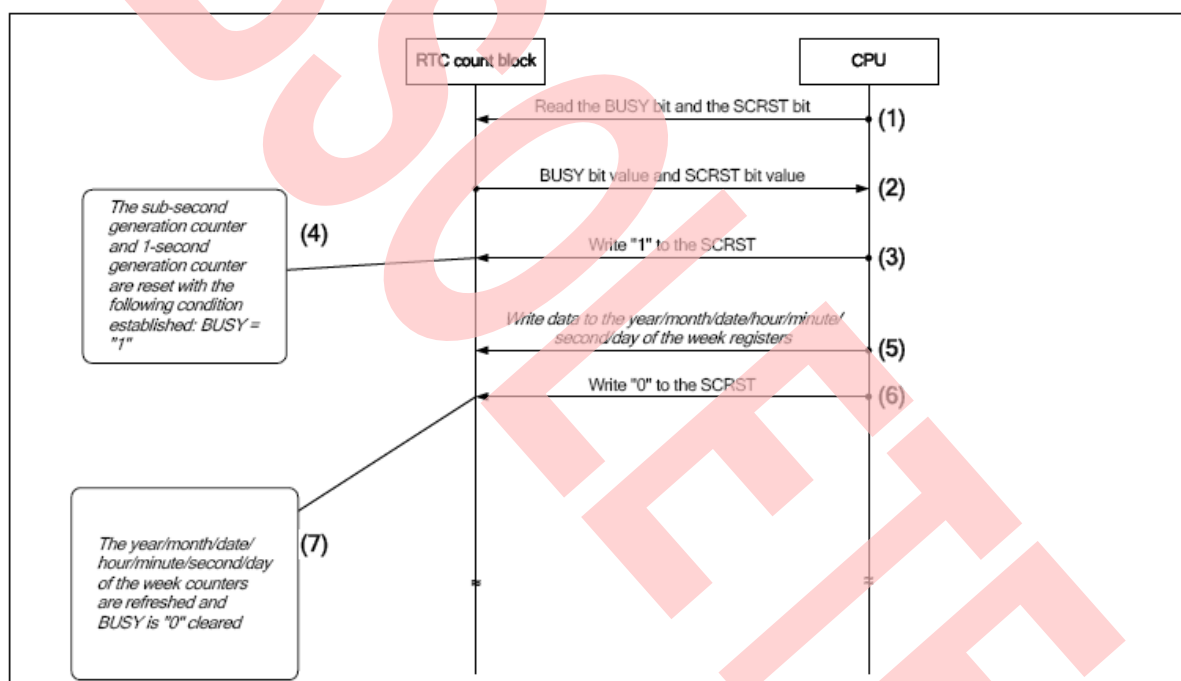 RTC count block
CPU
Read the BUSY bit and the SCRST bit
(1)
BUSY bit value and SCRST bit value
(2)
The sub-second
generation counter
and 1-second
generation counter
are reset with the
following condition
established: BUSY =
"1"
(4)
Write "1" to the SCRST
(3)
Write data to the year/month/date/hour/minute/
second/day of the week registers
(5)
Write "0" to the SCRST
(6)
The year/month/date/
hour/minute/second/day
of the week counters
are refreshed and
BUSY is "0" cleared
(7)
OBSOLETE